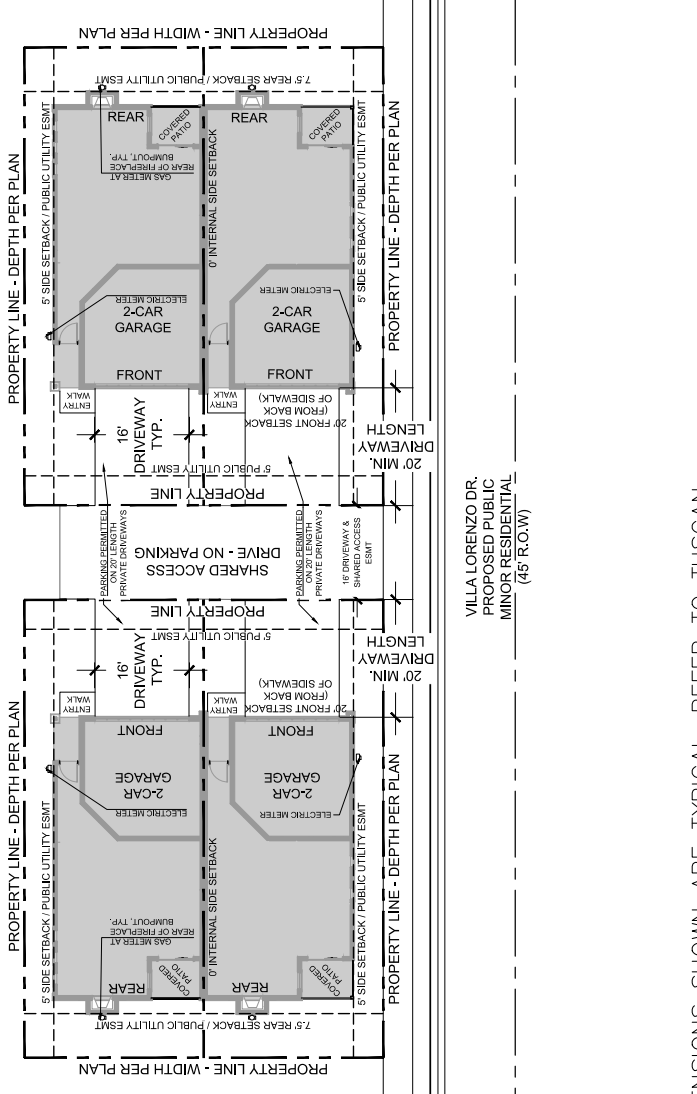 PROPERTY LINE - WIDTH PER PLAN
7.5' REAR SETBACK / PUBLIC UTILITY ESMT
PROPERTY LINE - DEPTH PER PLAN
5' SIDE SETBACK / PUBLIC UTILITY ESMT
REAR
COVERED
PATIO
GAS METER AT
REAR OF FIREPLACE
BUMPOUT, TYP.
0' INTERNAL SIDE SETBACK
REAR
COVERED
PATIO
5' SIDE SETBACK / PUBLIC UTILITY ESMT
PROPERTY LINE - DEPTH PER PLAN
ELECTRIC METER
2-CAR
GARAGE
FRONT
ELECTRIC METER
2-CAR
GARAGE
FRONT
ENTRY
WALK
16'
DRIVEWAY
TYP.
ENTRY
WALK
20' FRONT SETBACK
(FROM BACK
OF SIDEWALK)
20' MIN.
DRIVEWAY
LENGTH
5' PUBLIC UTILITY ESMT
PROPERTY LINE
PARKING PERMITTED
ON 20' LENGTH
PRIVATE DRIVEWAYS
SHARED ACCESS
DRIVE - NO PARKING
PARKING PERMITTED
ON 20' LENGTH
PRIVATE DRIVEWAYS
16' DRIVEWAY &
SHARED ACCESS
ESMT
PROPERTY LINE
5' PUBLIC UTILITY ESMT
16'
DRIVEWAY
TYP.
ENTRY
WALK
ENTRY
WALK
20' FRONT SETBACK
(FROM BACK
OF SIDEWALK)
20' MIN.
DRIVEWAY
LENGTH
FRONT
2-CAR
GARAGE
ELECTRIC METER
FRONT
2-CAR
GARAGE
ELECTRIC METER
PROPERTY LINE - DEPTH PER PLAN
5' SIDE SETBACK / PUBLIC UTILITY ESMT
GAS METER AT
REAR OF FIREPLACE
BUMPOUT, TYP.
REAR
COVERED
PATIO
0' INTERNAL SIDE SETBACK
REAR
COVERED
PATIO
5' SIDE SETBACK / PUBLIC UTILITY ESMT
PROPERTY LINE - DEPTH PER PLAN
7.5' REAR SETBACK / PUBLIC UTILITY ESMT
PROPERTY LINE - WIDTH PER PLAN
VILLA LORENZO DR.
PROPOSED PUBLIC
MINOR RESIDENTIAL
(45' R.O.W)
SHOWN ARE TYPICAL. REFER TO TUSCAN